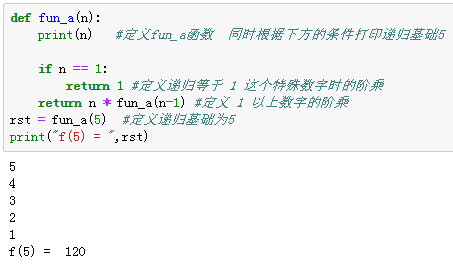 def fun_a(n):
    print(n)   #定义fun_a函数  同时根据下方的条件打印递归基础5
    if n == 1:
        return 1 #定义递归等于 1 这个特殊数字时的阶乘
    return n * fun_a(n-1) #定义 1 以上数字的阶乘
rst = fun_a(5)  #定义递归基础为5
print("f(5) = ",rst)
5
4
3
2
1
f(5) =  120